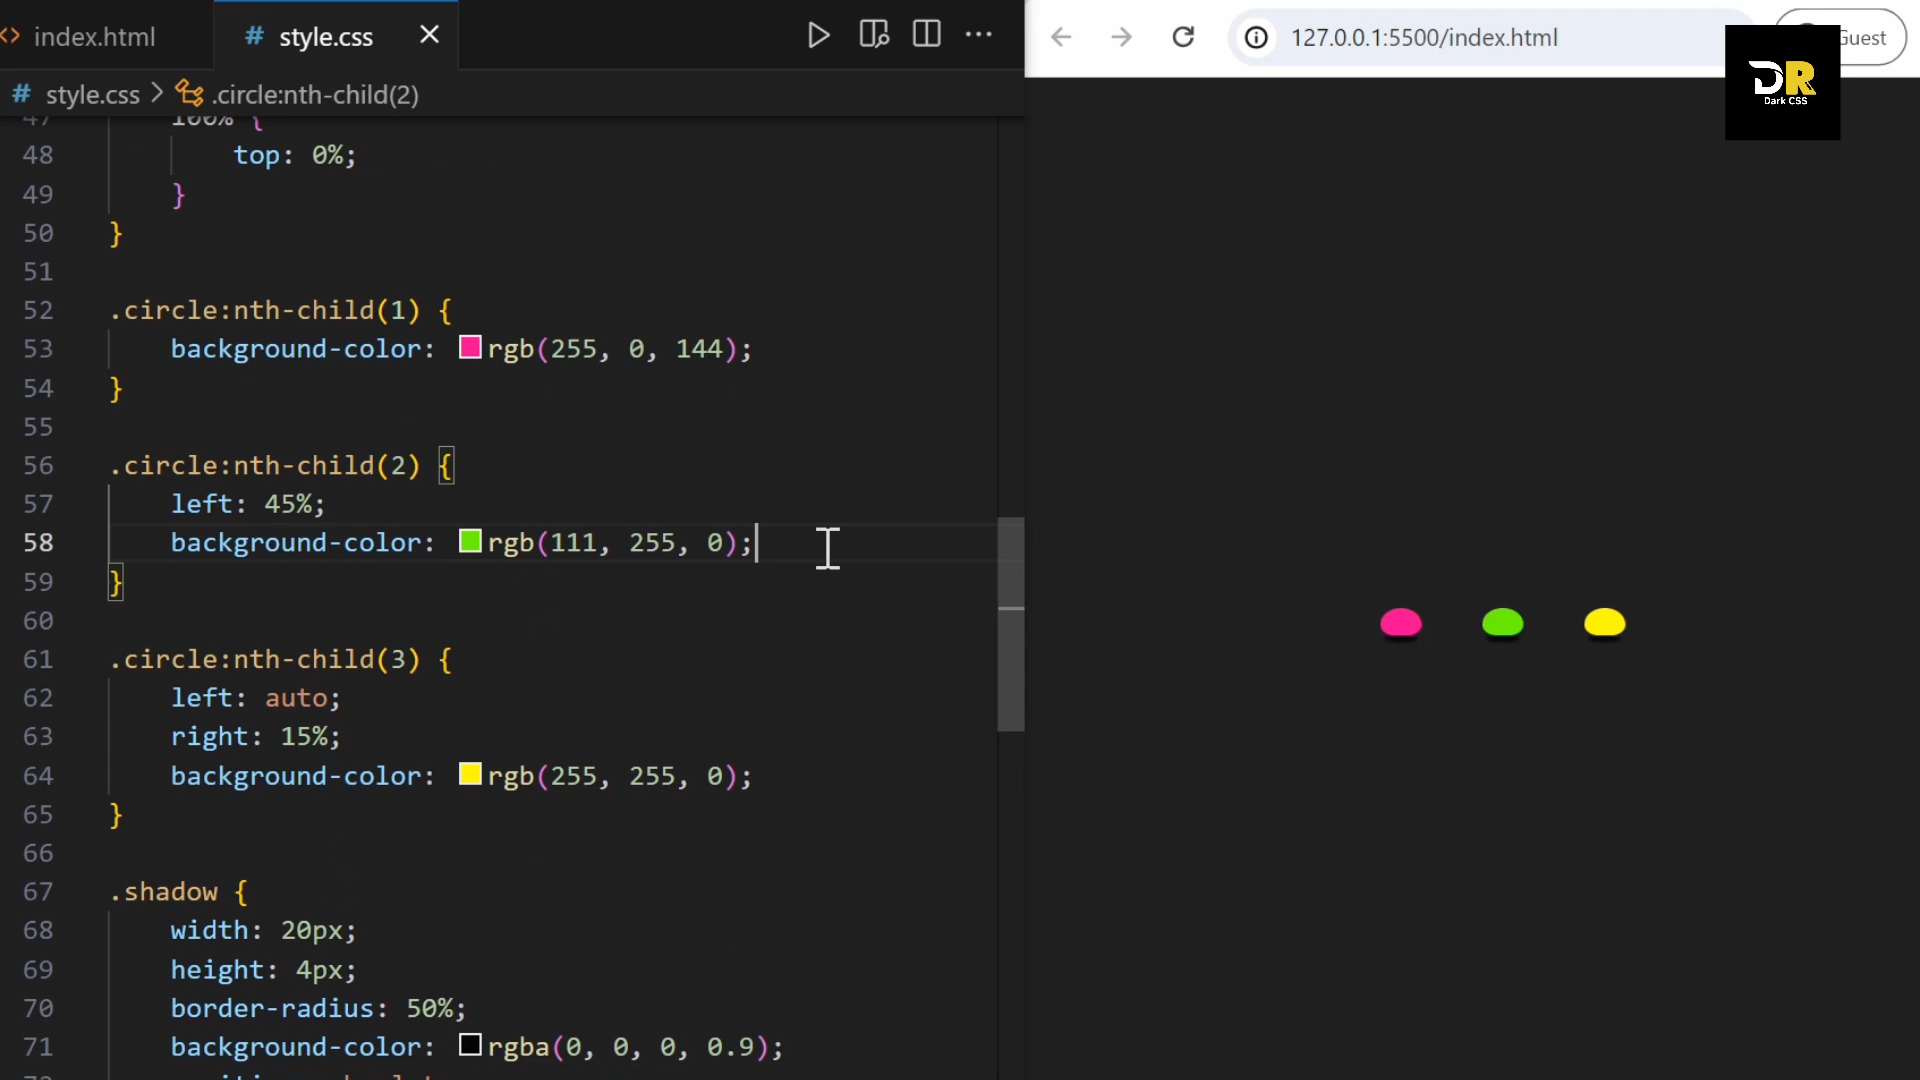 index.html
# style.css
127.0.0.1:5500/index.html
Guest
DR
Dark CSS
# style.css > .circle:nth-child(2)
47 100% {
48 top: 0%;
49 }
50 }
51
52 .circle:nth-child(1) {
53 background-color: rgb(255, 0, 144);
54 }
55
56 .circle:nth-child(2) {
57 left: 45%;
58 background-color: rgb(111, 255, 0);
59 }
60
61 .circle:nth-child(3) {
62 left: auto;
63 right: 15%;
64 background-color: rgb(255, 255, 0);
65 }
66
67 .shadow {
68 width: 20px;
69 height: 4px;
70 border-radius: 50%;
71 background-color: rgba(0, 0, 0, 0.9);